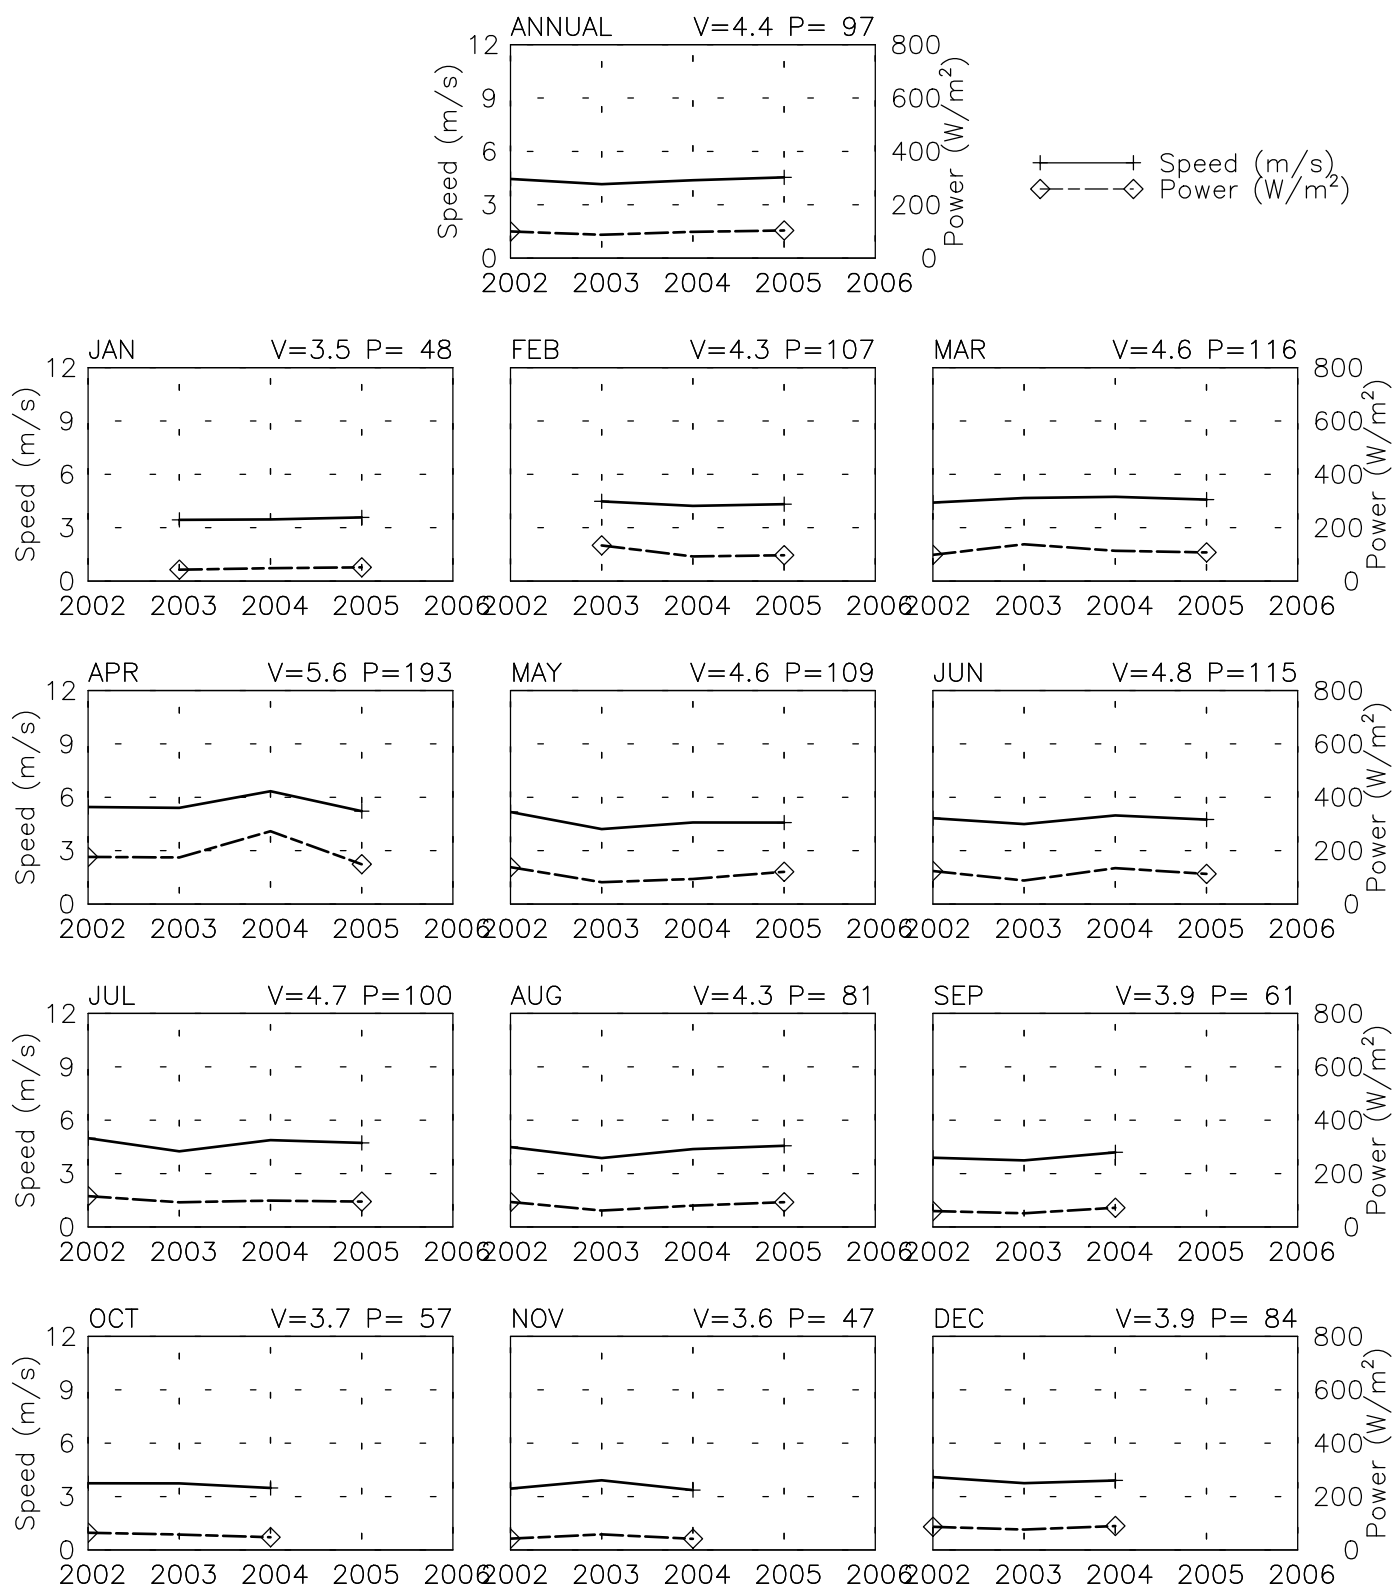 ANNUAL V=4.4 P= 97
12 800
9 600
6 400
3 200
0 0
Speed (m/s)
Power (W/m²)
2002 2003 2004 2005 2006
Speed (m/s)
Power (W/m²)
JAN V=3.5 P= 48
FEB V=4.3 P=107
MAR V=4.6 P=116
12 800
9 600
6 400
3 200
0 0
Speed (m/s)
Power (W/m²)
2002 2003 2004 2005 2006 2002 2003 2004 2005 2006 2002 2003 2004 2005 2006
APR V=5.6 P=193
MAY V=4.6 P=109
JUN V=4.8 P=115
12 800
9 600
6 400
3 200
0 0
Speed (m/s)
Power (W/m²)
2002 2003 2004 2005 2006 2002 2003 2004 2005 2006 2002 2003 2004 2005 2006
JUL V=4.7 P=100
AUG V=4.3 P= 81
SEP V=3.9 P= 61
12 800
9 600
6 400
3 200
0 0
Speed (m/s)
Power (W/m²)
2002 2003 2004 2005 2006 2002 2003 2004 2005 2006 2002 2003 2004 2005 2006
OCT V=3.7 P= 57
NOV V=3.6 P= 47
DEC V=3.9 P= 84
12 800
9 600
6 400
3 200
0 0
Speed (m/s)
Power (W/m²)
2002 2003 2004 2005 2006 2002 2003 2004 2005 2006 2002 2003 2004 2005 2006